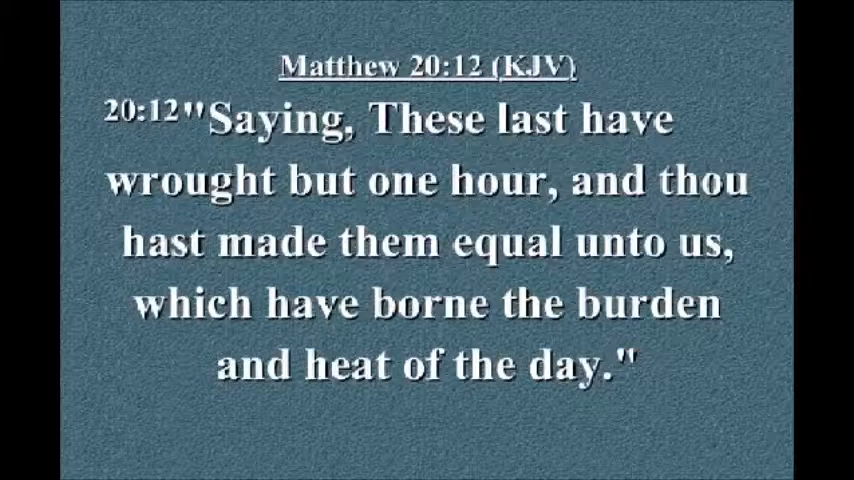 Matthew 20:12 (KJV)
20:12"Saying, These last have
wrought but one hour, and thou
hast made them equal unto us,
which have borne the burden
and heat of the day."